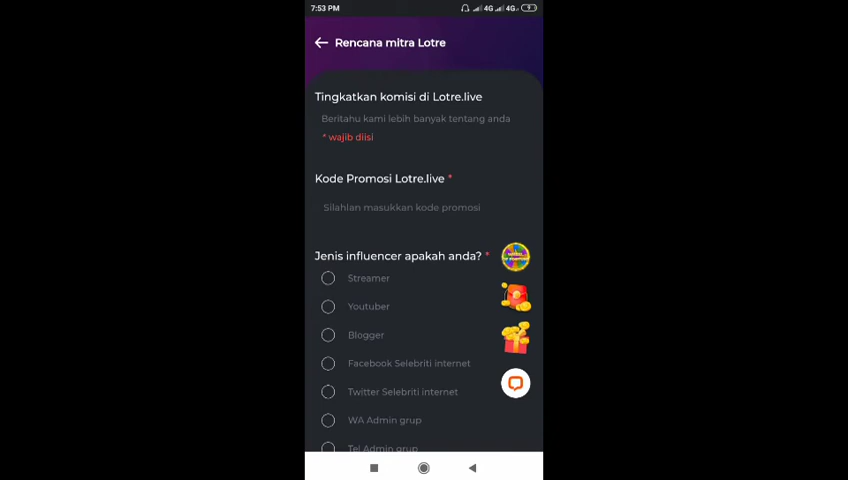 7:53 PM
4G 4G
Rencana mitra Lotre
Tingkatkan komisi di Lotre.live
Beritahu kami lebih banyak tentang anda
* wajib diisi
Kode Promosi Lotre.live *
Silahlan masukkan kode promosi
Jenis influencer apakah anda? *
Streamer
Youtuber
Blogger
Facebook Selebriti internet
Twitter Selebriti internet
WA Admin grup
Tel Admin grup